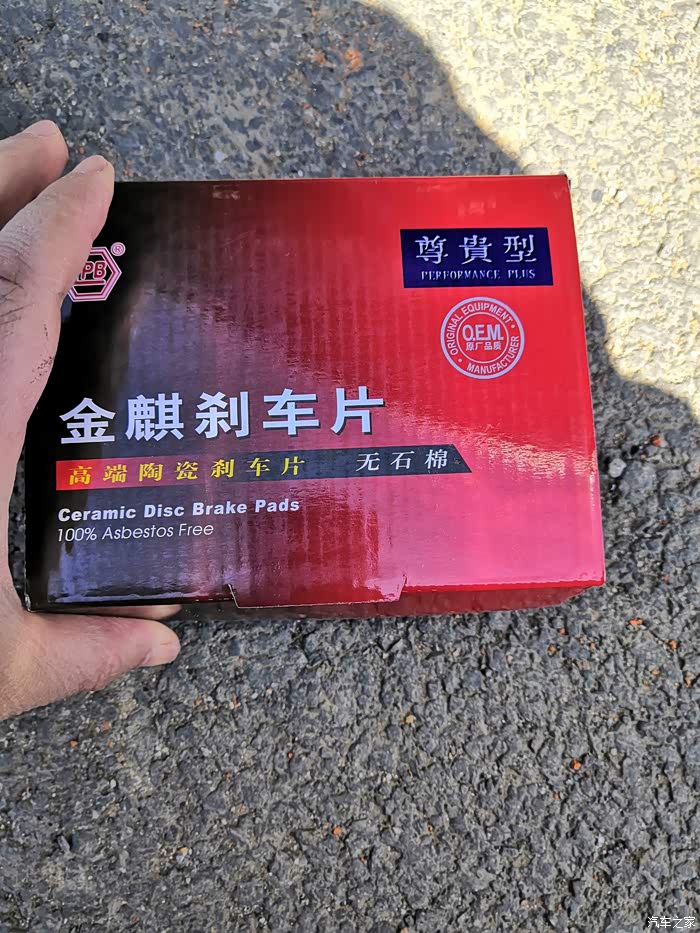 尊貴型
PERFORMANCE PLUS
PB®
ORIGINAL EQUIPMENT
O.E.M.
原厂品质
MANUFACTURER
金麒刹车片
高端陶瓷刹车片 无石棉
Ceramic Disc Brake Pads
100% Asbestos Free
汽车之家